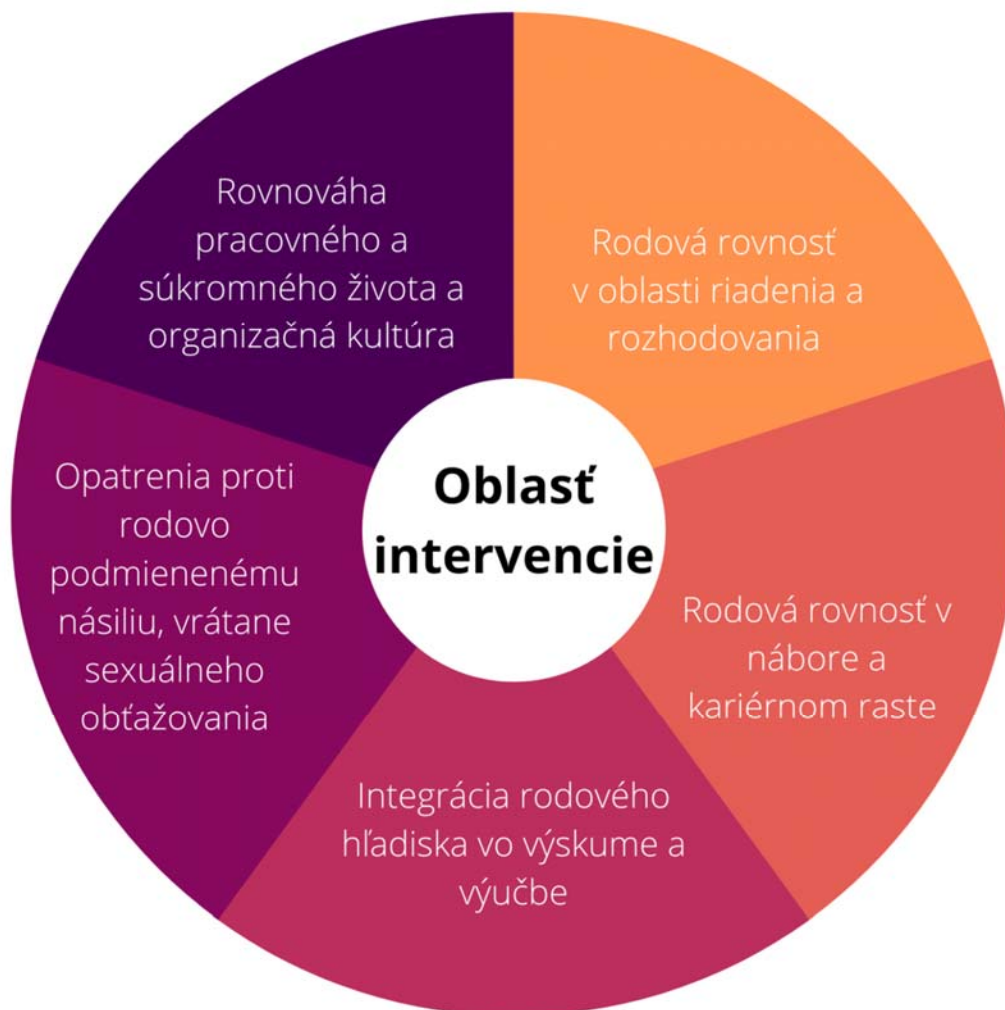 Rovnováha
pracovného a
súkromného života a
organizačná kultúra
Rodová rovnosť
v oblasti riadenia a
rozhodovania
Opatrenia proti
rodovo
podmienenému
násiliu, vrátane
sexuálneho
obťažovania
Oblasť
intervencie
Rodová rovnosť v
nábore a
kariérnom raste
Integrácia rodového
hľadiska vo výskume a
výučbe